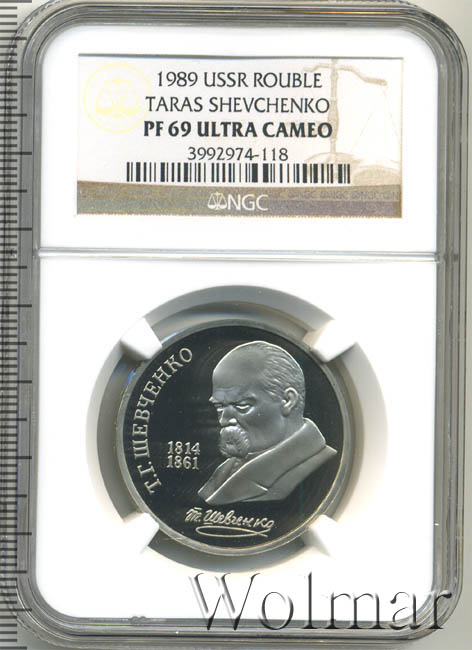 1989 USSR ROUBLE
TARAS SHEVCHENKO
PF 69 ULTRA CAMEO
3992974-118
NGC
Т.Г.ШЕВЧЕНКО
1814
1861
Т.Шевченко
Wolmar